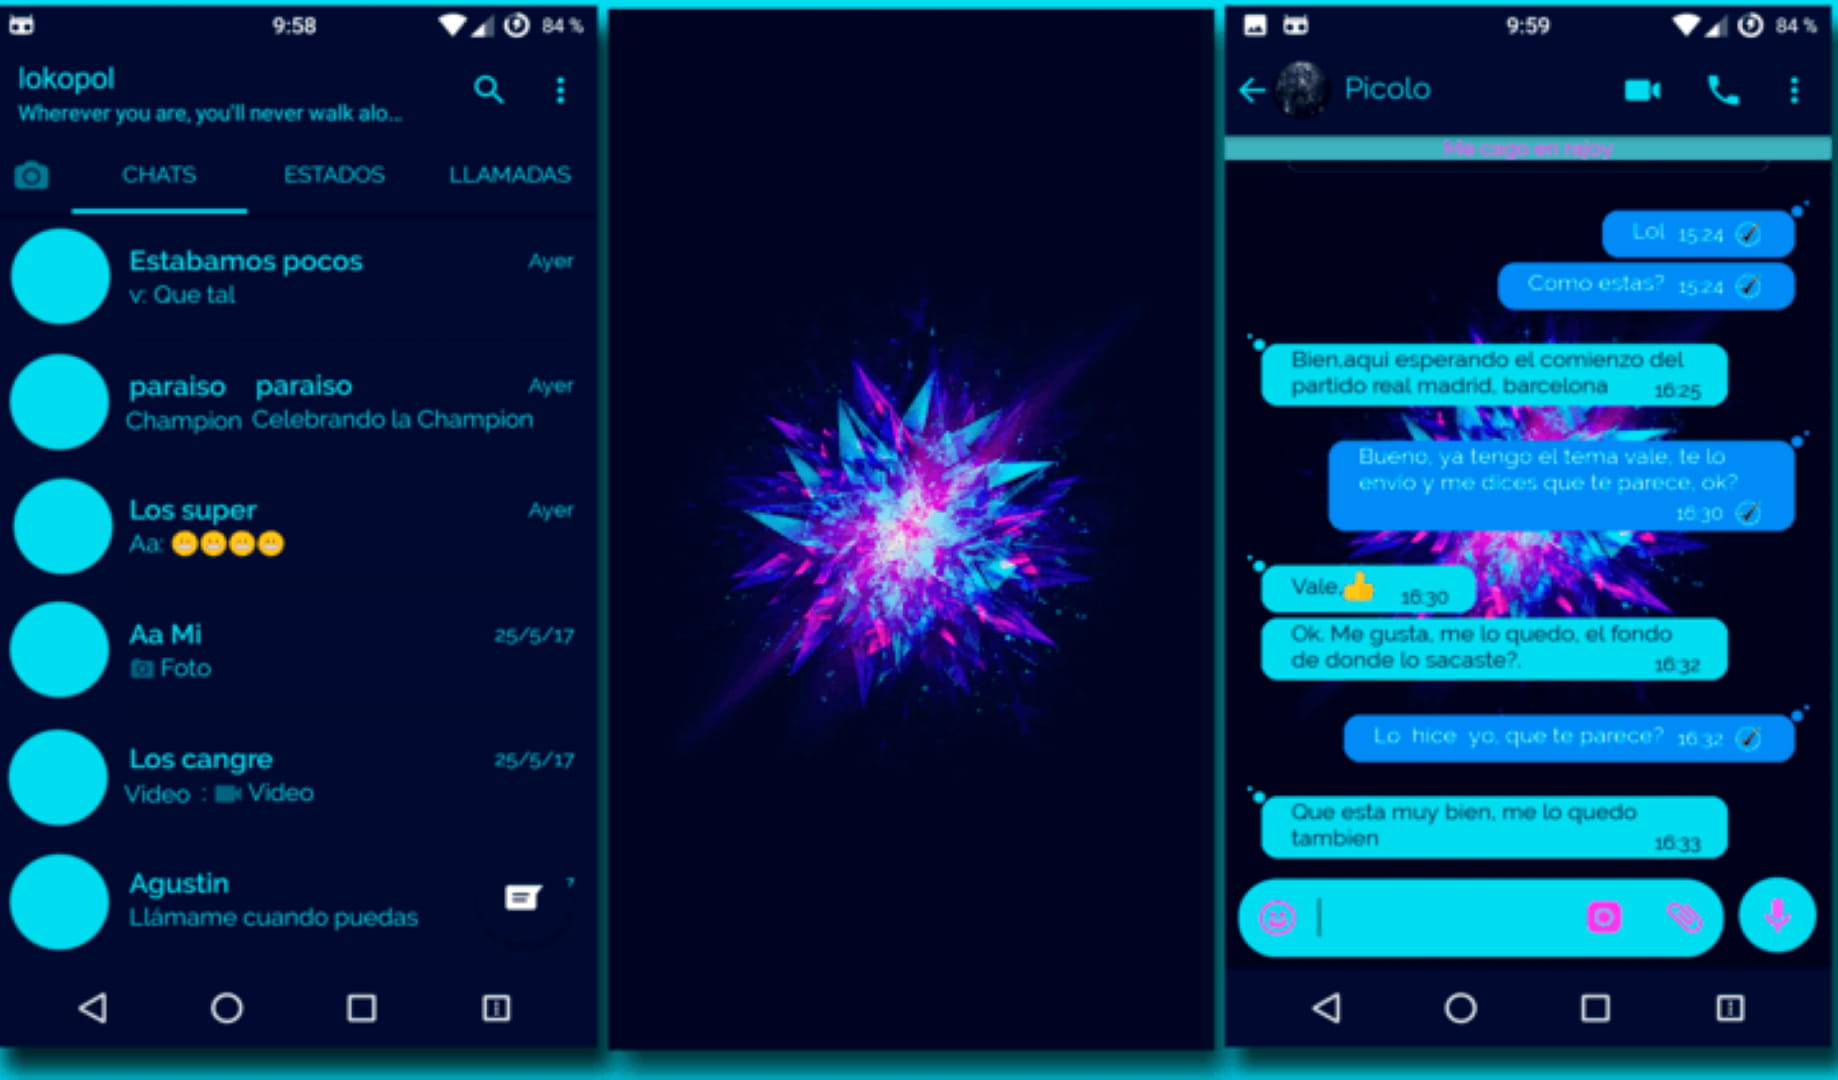 9:58
84 %
lokopol
Wherever you are, you'll never walk alo...
CHATS ESTADOS LLAMADAS
Estabamos pocos Ayer
v: Que tal
paraiso paraiso Ayer
Champion Celebrando la Champion
Los super Ayer
Aa: 😬😬😬😬
Aa Mi 25/5/17
Foto
Los cangre 25/5/17
Video : Video
Agustin 7
Llámame cuando puedas
9:59
84 %
Picolo
Me cago en rajoy
Lol 15:24
Como estas? 15:24
Bien,aqui esperando el comienzo del
partido real madrid, barcelona 16:25
Bueno, ya tengo el tema vale, te lo
envio y me dices que te parece, ok?
16:30
Vale,👍 16:30
Ok. Me gusta, me lo quedo, el fondo
de donde lo sacaste?. 16:32
Lo hice yo, que te parece? 16:32
Que esta muy bien, me lo quedo
tambien 16:33